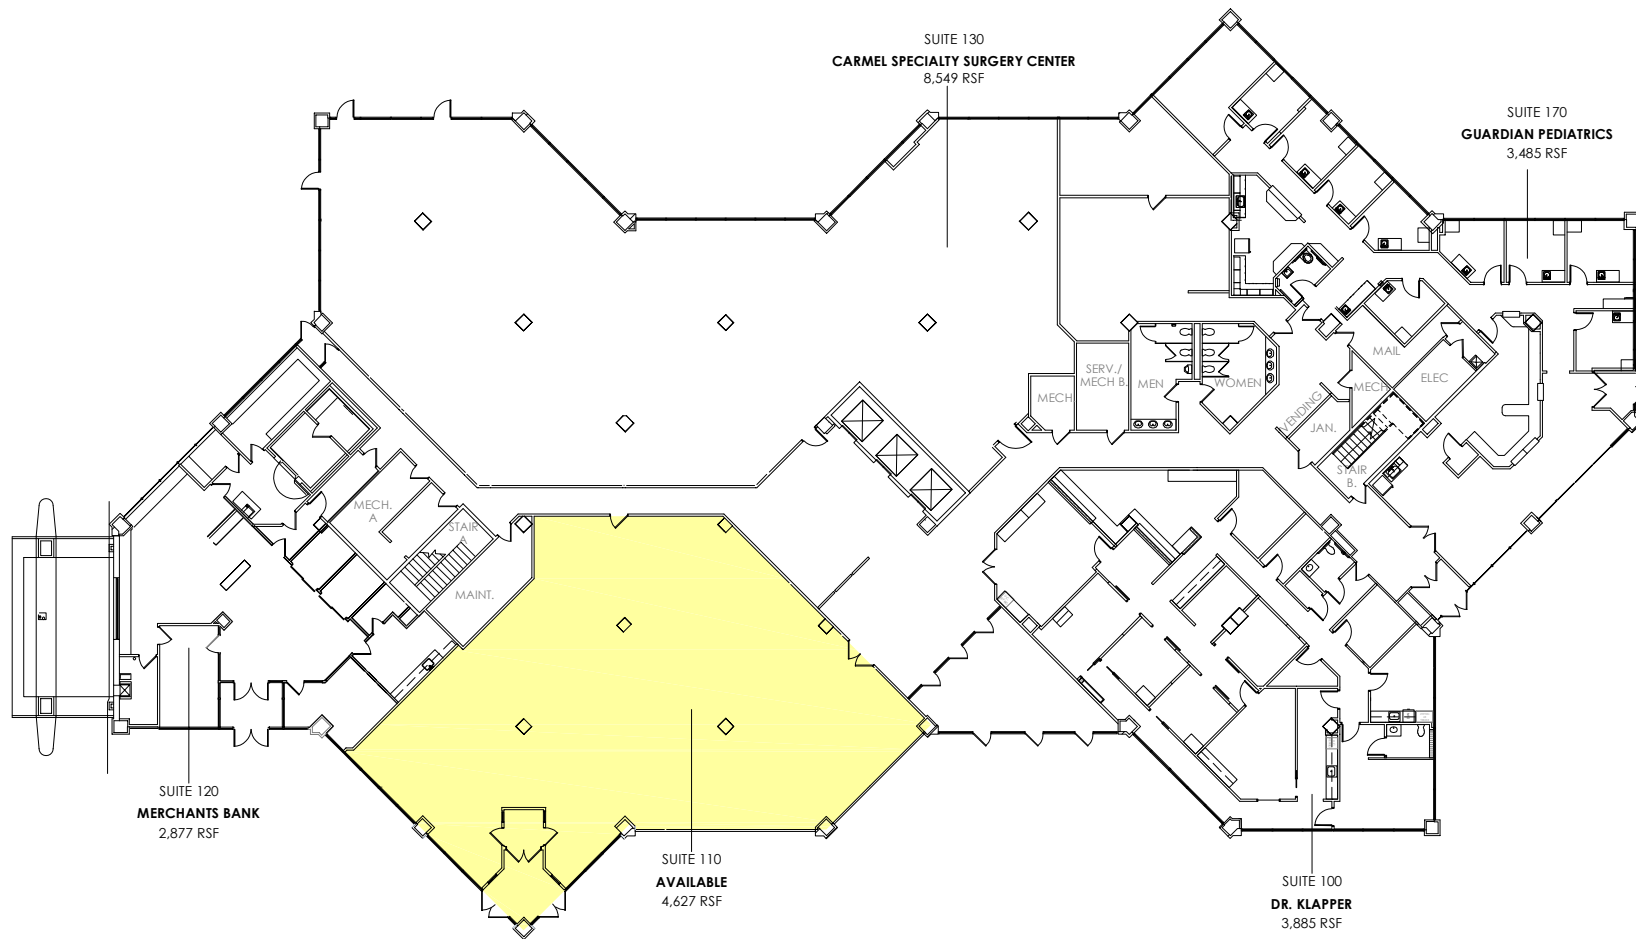 SUITE 130
CARMEL SPECIALTY SURGERY CENTER
8,549 RSF
SUITE 170
GUARDIAN PEDIATRICS
3,485 RSF
MAIL
ELEC
MECH
SERV./
MECH B.
MEN
WOMEN
MECH
VENDING
JAN.
STAIR
B.
MECH.
A
STAIR
A
MAINT.
SUITE 120
MERCHANTS BANK
2,877 RSF
SUITE 110
AVAILABLE
4,627 RSF
SUITE 100
DR. KLAPPER
3,885 RSF